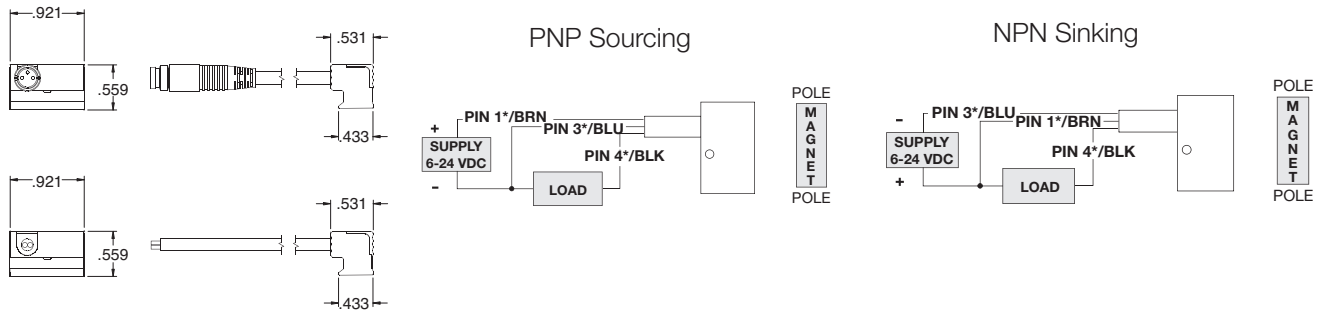 .921
.559
.531
.433
.921
.559
.531
.433
PNP Sourcing
PIN 1*/BRN
PIN 3*/BLU
+
SUPPLY
6-24 VDC
-
PIN 4*/BLK
LOAD
POLE
MAGNET
POLE
NPN Sinking
PIN 3*/BLU
PIN 1*/BRN
-
SUPPLY
6-24 VDC
+
PIN 4*/BLK
LOAD
POLE
MAGNET
POLE